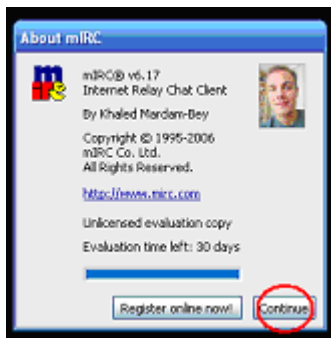 About mIRC
mIRC® v6.17
Internet Relay Chat Client
By Khaled Mardam-Bey
Copyright © 1995-2006
mIRC Co. Ltd.
All Rights Reserved.
http://www.mirc.com
Unlicensed evaluation copy
Evaluation time left: 30 days
Register online now!
Continue